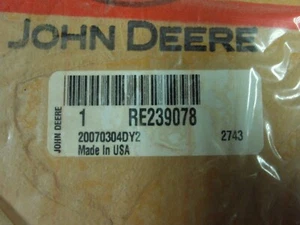 JOHN DEERE
JOHN DEERE
1 RE239078
20070304DY2 2743
Made In USA